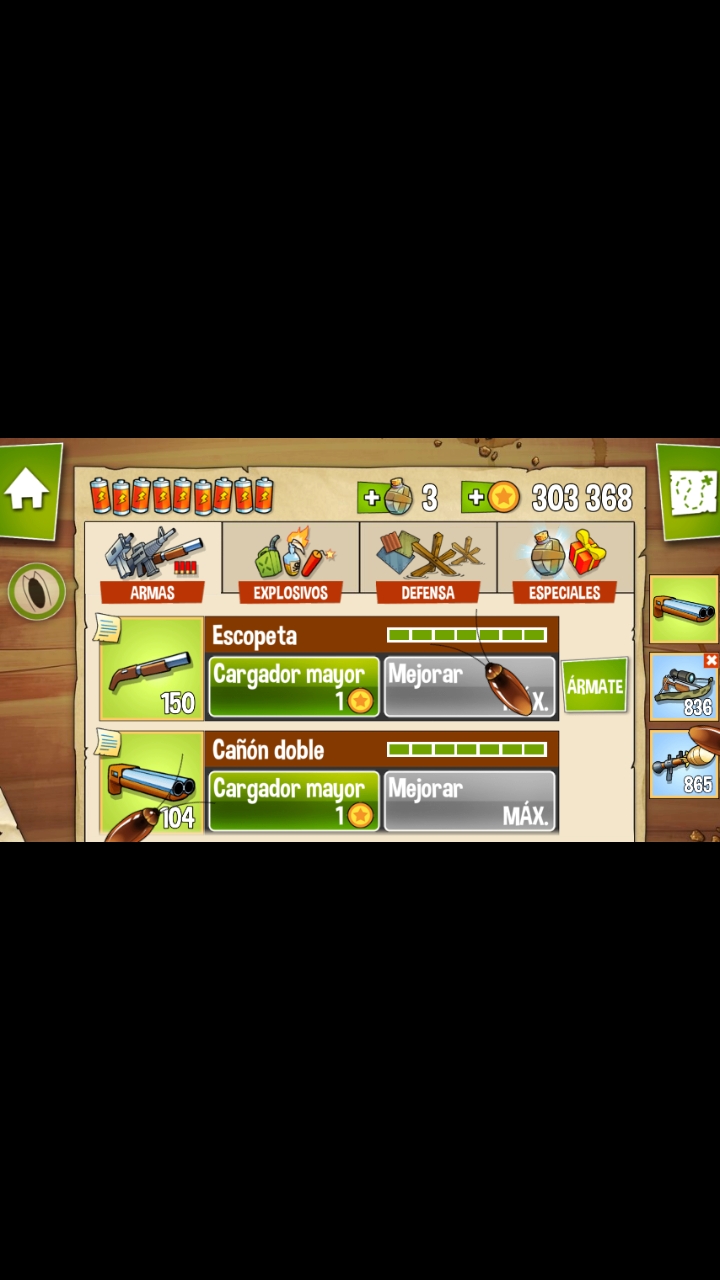 3
303 368
ARMAS
EXPLOSIVOS
DEFENSA
ESPECIALES
Escopeta
150
Cargador mayor
1
Mejorar
X.
ÁRMATE
836
865
Cañón doble
104
Cargador mayor
1
Mejorar
MÁX.